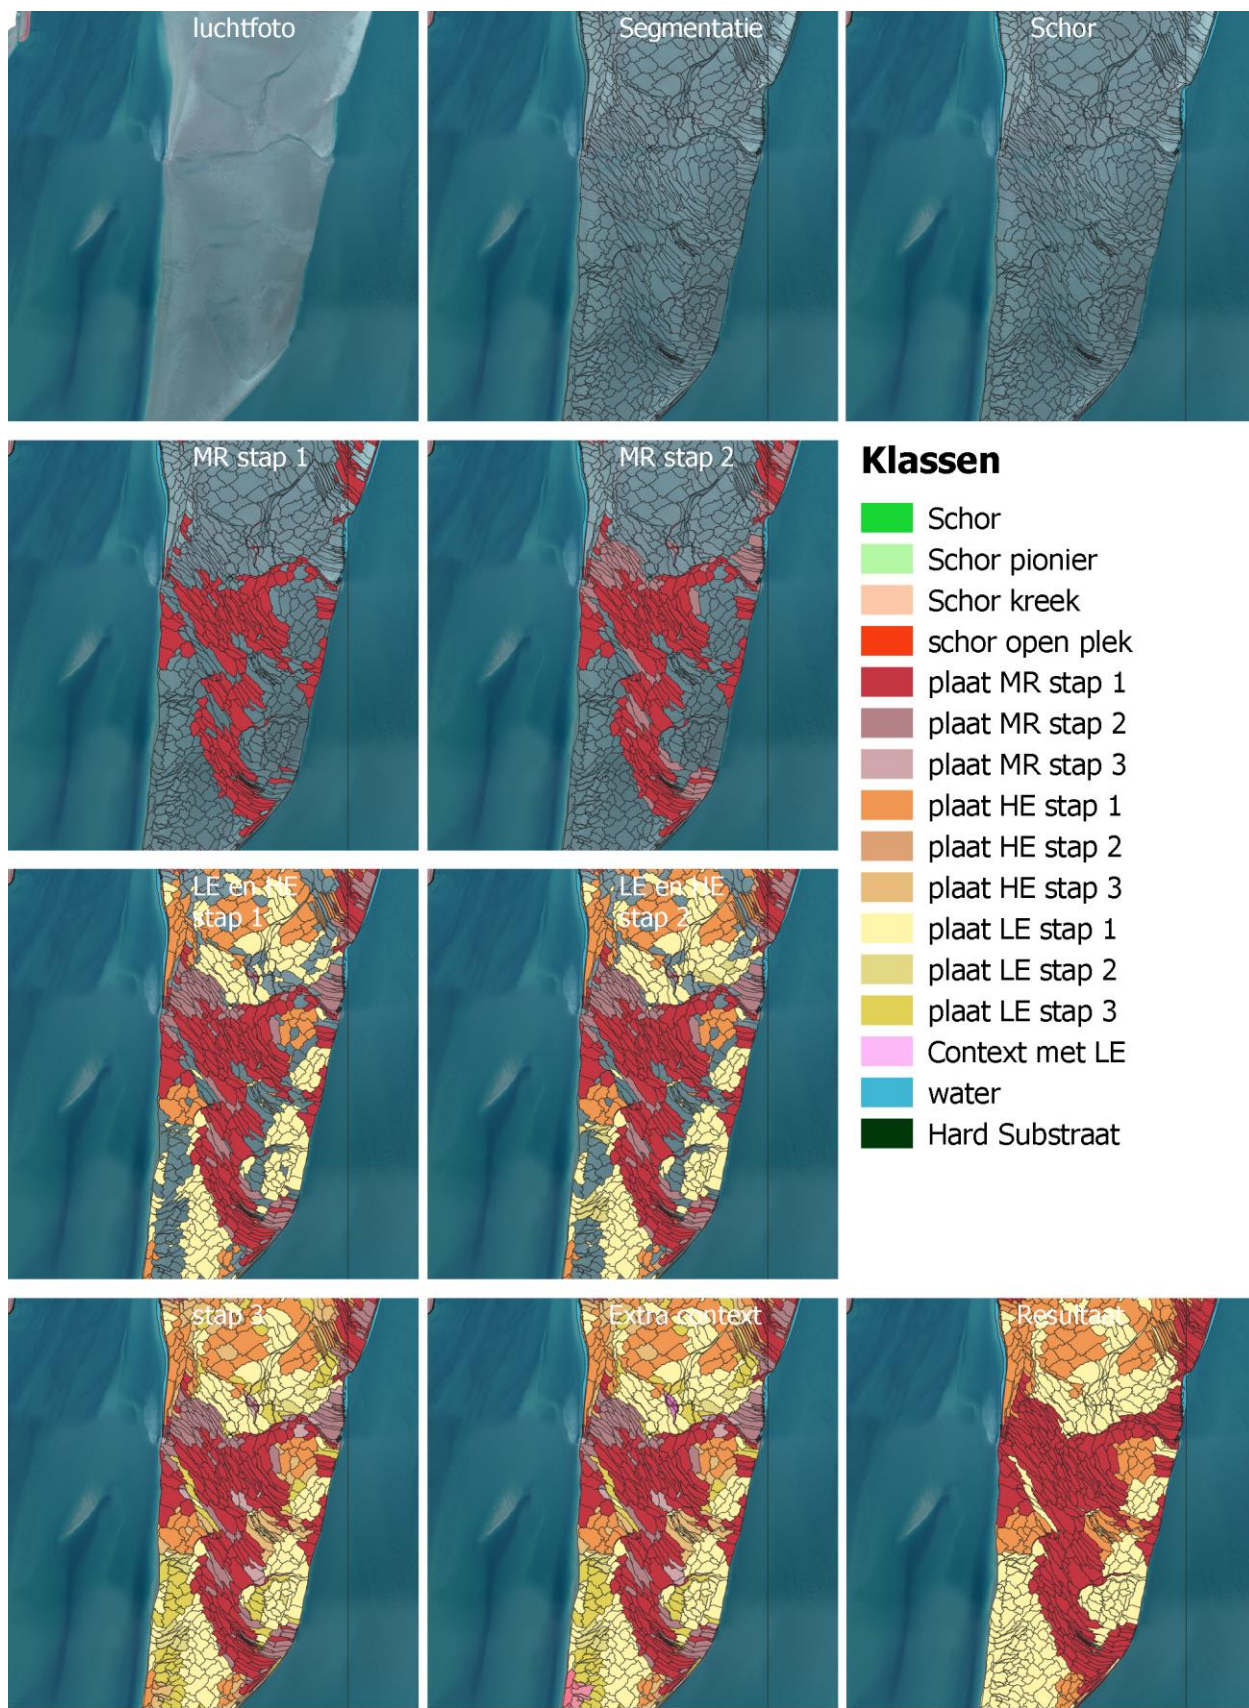 luchtfoto
Segmentatie
Schor
MR stap 1
MR stap 2
Klassen
Schor
Schor pionier
Schor kreek
schor open plek
plaat MR stap 1
plaat MR stap 2
plaat MR stap 3
plaat HE stap 1
plaat HE stap 2
plaat HE stap 3
plaat LE stap 1
plaat LE stap 2
plaat LE stap 3
Context met LE
water
Hard Substraat
LE en HE
stap 1
LE en HE
stap 2
stap 3
Extra context
Resultaat